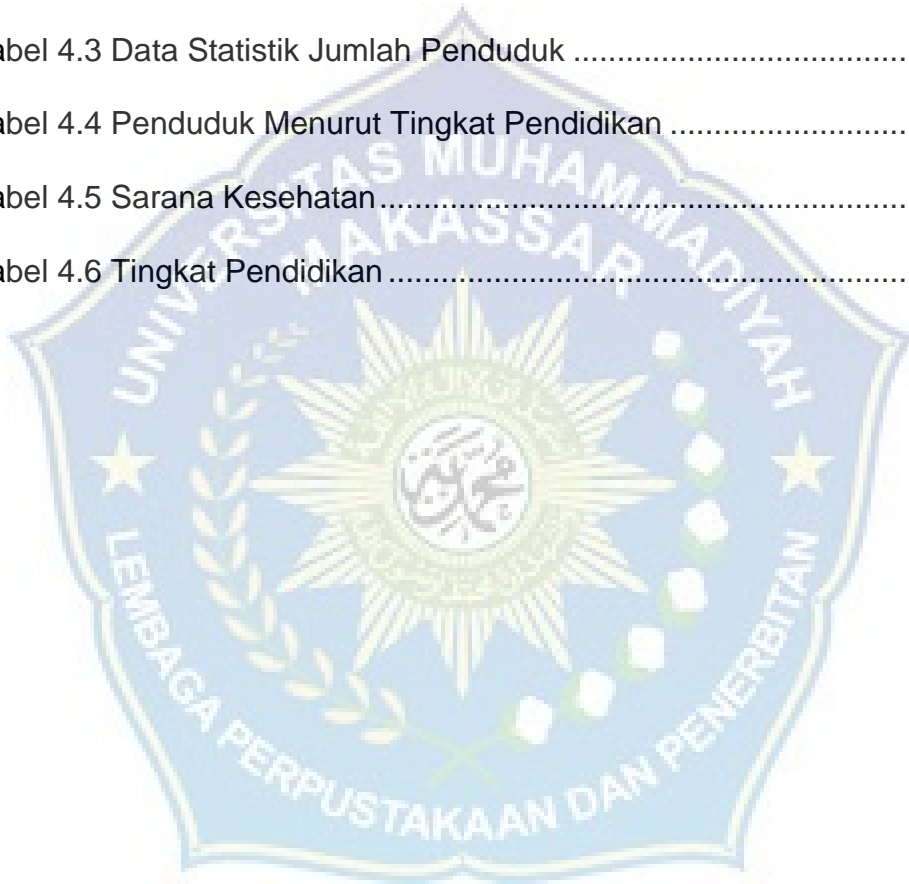 abel 4.3 Data Statistik Jumlah Penduduk ......................................
abel 4.4 Penduduk Menurut Tingkat Pendidikan ...........................
abel 4.5 Sarana Kesehatan............................................................
abel 4.6 Tingkat Pendidikan ...........................................................
UNIVERSITAS MUHAMMADIYAH
MAKASSAR
LEMBAGA PERPUSTAKAAN DAN PENERBITAN